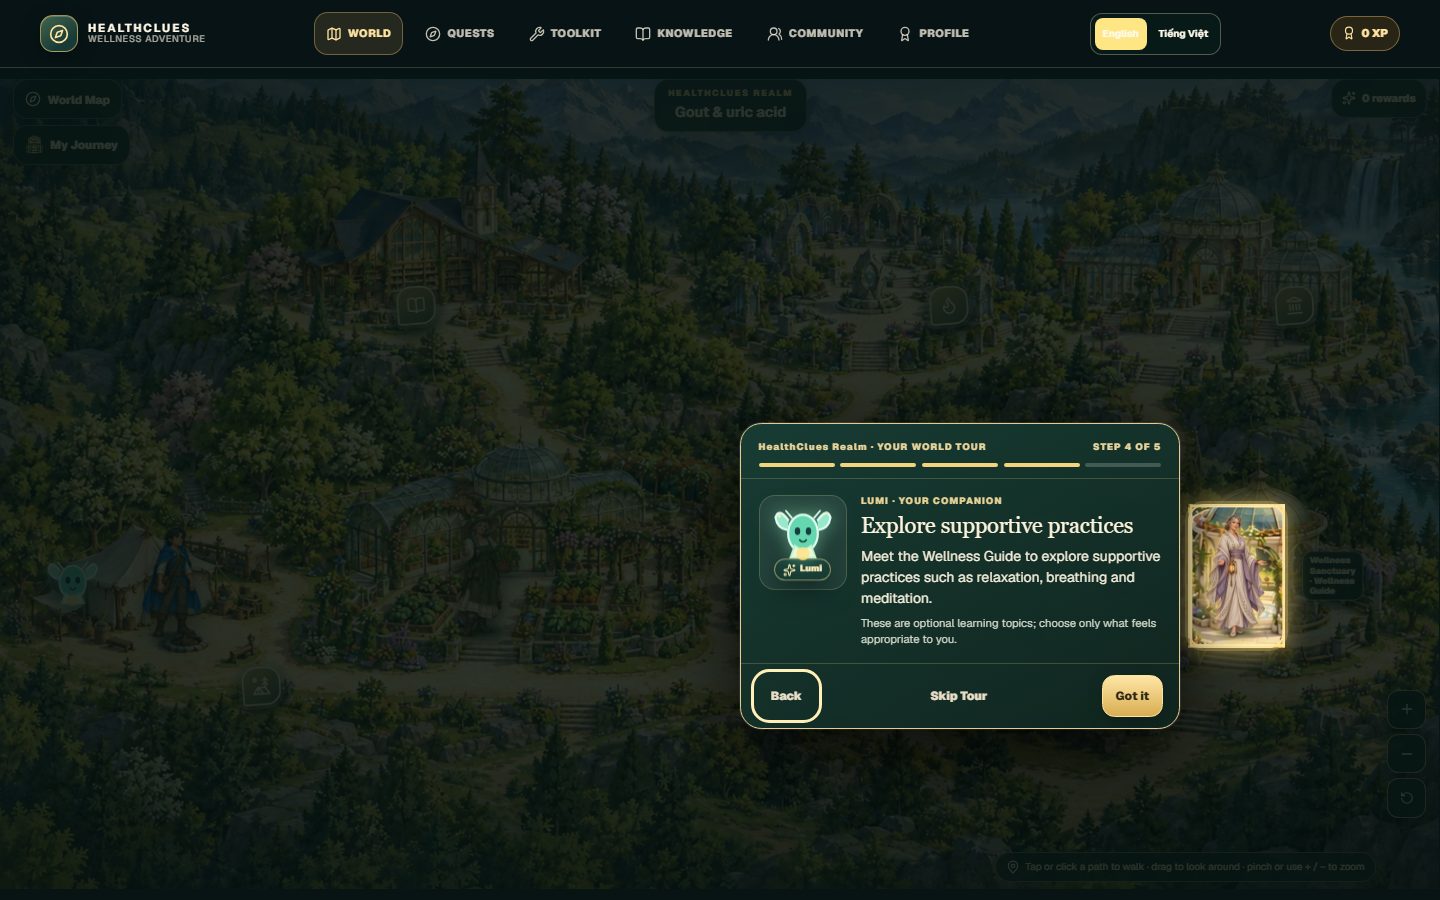 HEALTHCLUES
WELLNESS ADVENTURE
WORLD
QUESTS
TOOLKIT
KNOWLEDGE
COMMUNITY
PROFILE
English
Tiếng Việt
0 XP
World Map
My Journey
HEALTHCLUES REALM
Gout & uric acid
0 rewards
HealthClues Realm · YOUR WORLD TOUR
STEP 4 OF 5
LUMI · YOUR COMPANION
Explore supportive practices
Meet the Wellness Guide to explore supportive
practices such as relaxation, breathing and
meditation.
These are optional learning topics; choose only what feels
appropriate to you.
Lumi
Back
Skip Tour
Got it
Wellness
Sanctuary
· Wellness
Guide
+
−
Tap or click a path to walk · drag to look around · pinch or use + / − to zoom